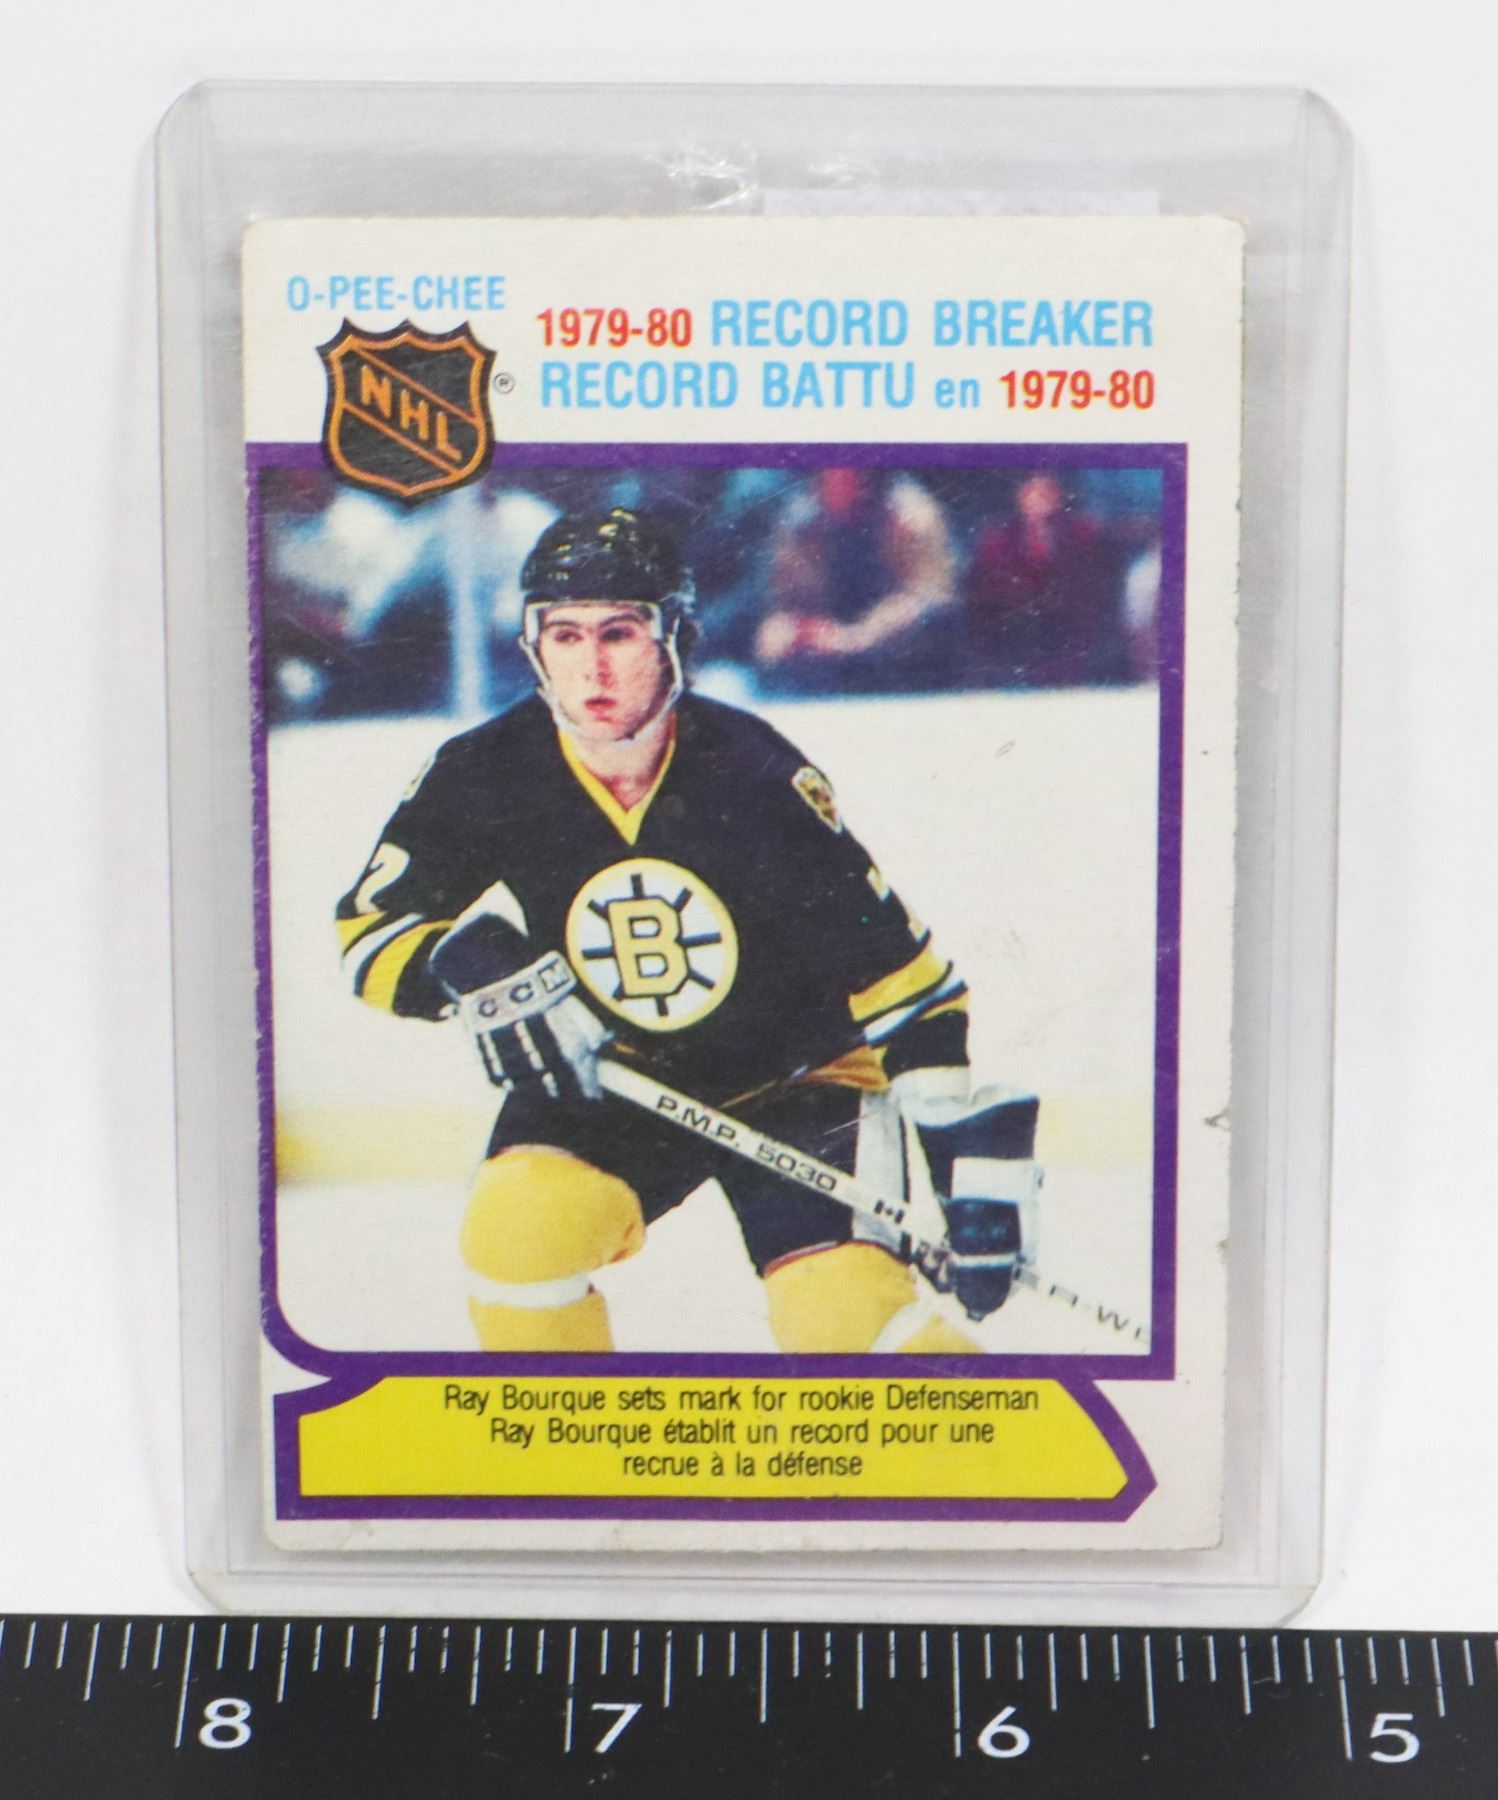 O-PEE-CHEE
NHL
®
1979-80 RECORD BREAKER
RECORD BATTU en 1979-80
7
B
CCM
P.M.P. 5030
Ray Bourque sets mark for rookie Defenseman
Ray Bourque établit un record pour une
recrue à la défense
8 7 6 5